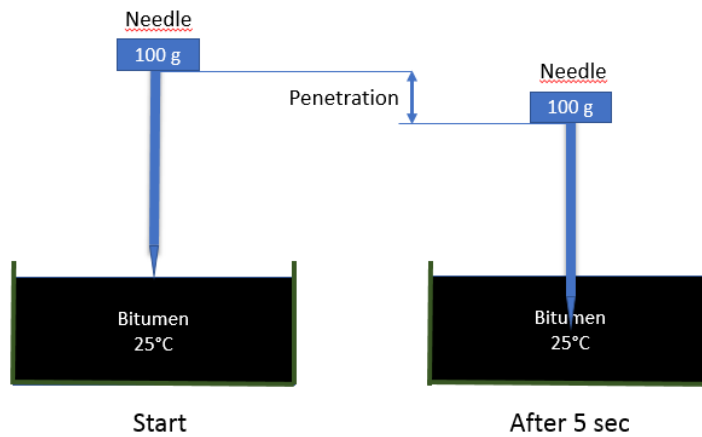 Needle
100 g
Penetration
Needle
100 g
Bitumen
25°C
Bitumen
25°C
Start
After 5 sec